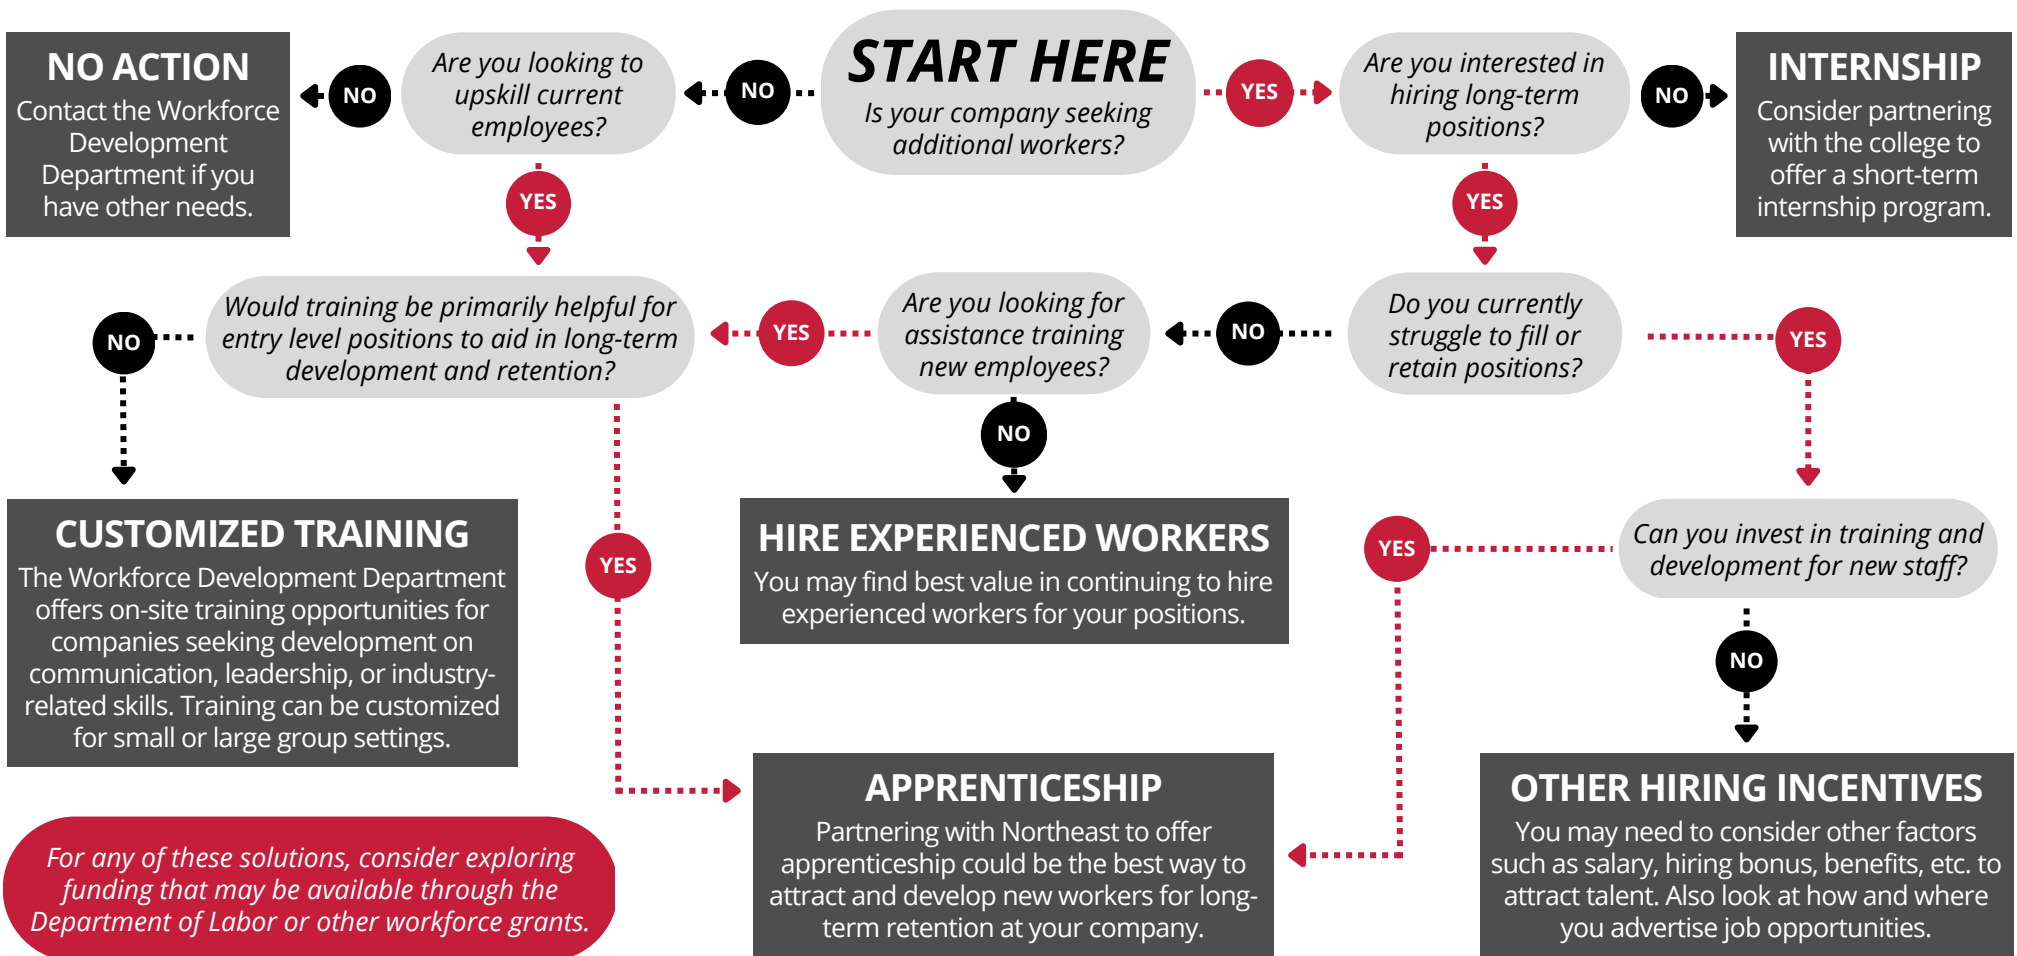 START HERE
Is your company seeking
additional workers?
NO
Are you looking to
upskill current
employees?
NO
NO ACTION
Contact the Workforce
Development
Department if you
have other needs.
YES
Are you interested in
hiring long-term
positions?
NO
INTERNSHIP
Consider partnering
with the college to
offer a short-term
internship program.
YES
YES
Would training be primarily helpful for
entry level positions to aid in long-term
development and retention?
NO
YES
Are you looking for
assistance training
new employees?
NO
Do you currently
struggle to fill or
retain positions?
YES
NO
CUSTOMIZED TRAINING
The Workforce Development Department
offers on-site training opportunities for
companies seeking development on
communication, leadership, or industry-
related skills. Training can be customized
for small or large group settings.
YES
HIRE EXPERIENCED WORKERS
You may find best value in continuing to hire
experienced workers for your positions.
YES
Can you invest in training and
development for new staff?
NO
APPRENTICESHIP
Partnering with Northeast to offer
apprenticeship could be the best way to
attract and develop new workers for long-
term retention at your company.
OTHER HIRING INCENTIVES
You may need to consider other factors
such as salary, hiring bonus, benefits, etc. to
attract talent. Also look at how and where
you advertise job opportunities.
For any of these solutions, consider exploring
funding that may be available through the
Department of Labor or other workforce grants.